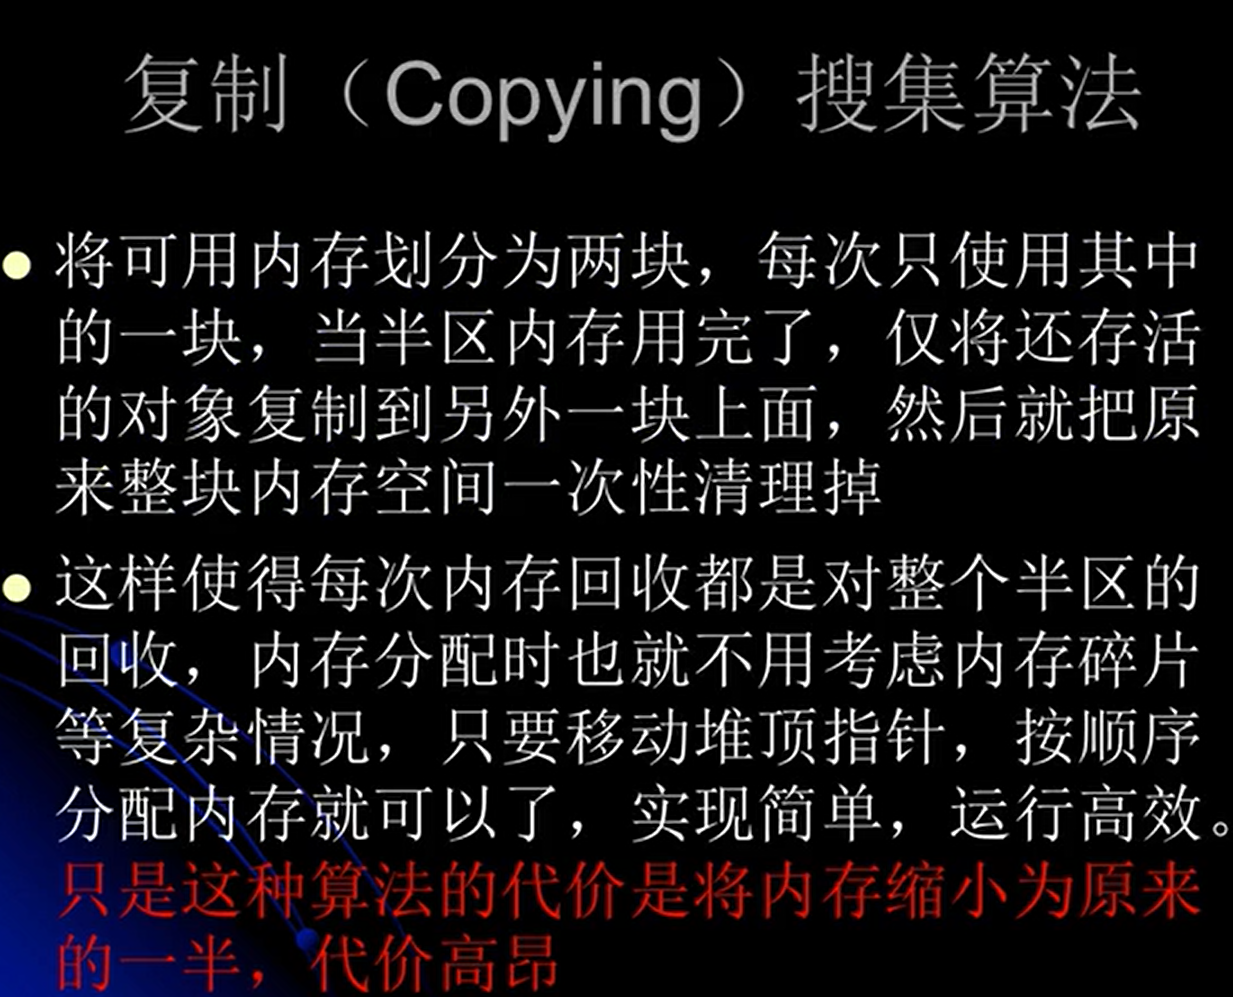 复制（Copying）搜集算法
将可用内存划分为两块，每次只使用其中
的一块，当半区内存用完了，仅将还存活
的对象复制到另外一块上面，然后就把原
来整块内存空间一次性清理掉
这样使得每次内存回收都是对整个半区的
回收，内存分配时也就不用考虑内存碎片
等复杂情况，只要移动堆顶指针，按顺序
分配内存就可以了，实现简单，运行高效。
只是这种算法的代价是将内存缩小为原来
的一半，代价高昂